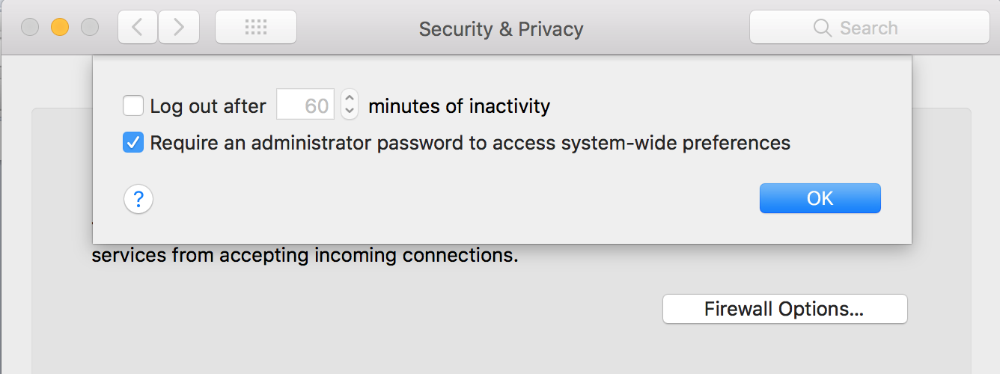 Security & Privacy
Search
Log out after 60 minutes of inactivity
Require an administrator password to access system-wide preferences
?
OK
services from accepting incoming connections.
Firewall Options...